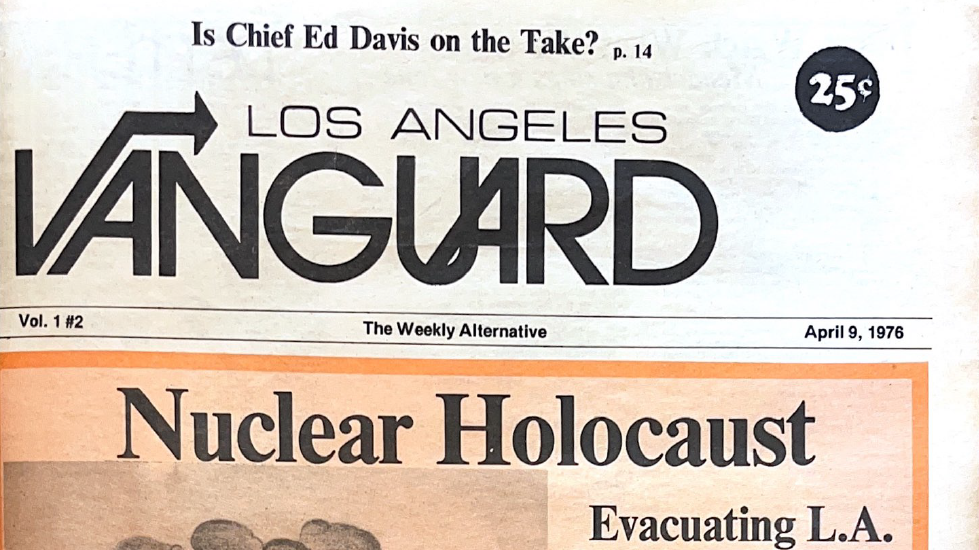 Is Chief Ed Davis on the Take? p. 14
25¢
LOS ANGELES
VANGUARD
Vol. 1 #2 The Weekly Alternative April 9, 1976
Nuclear Holocaust
Evacuating L.A.